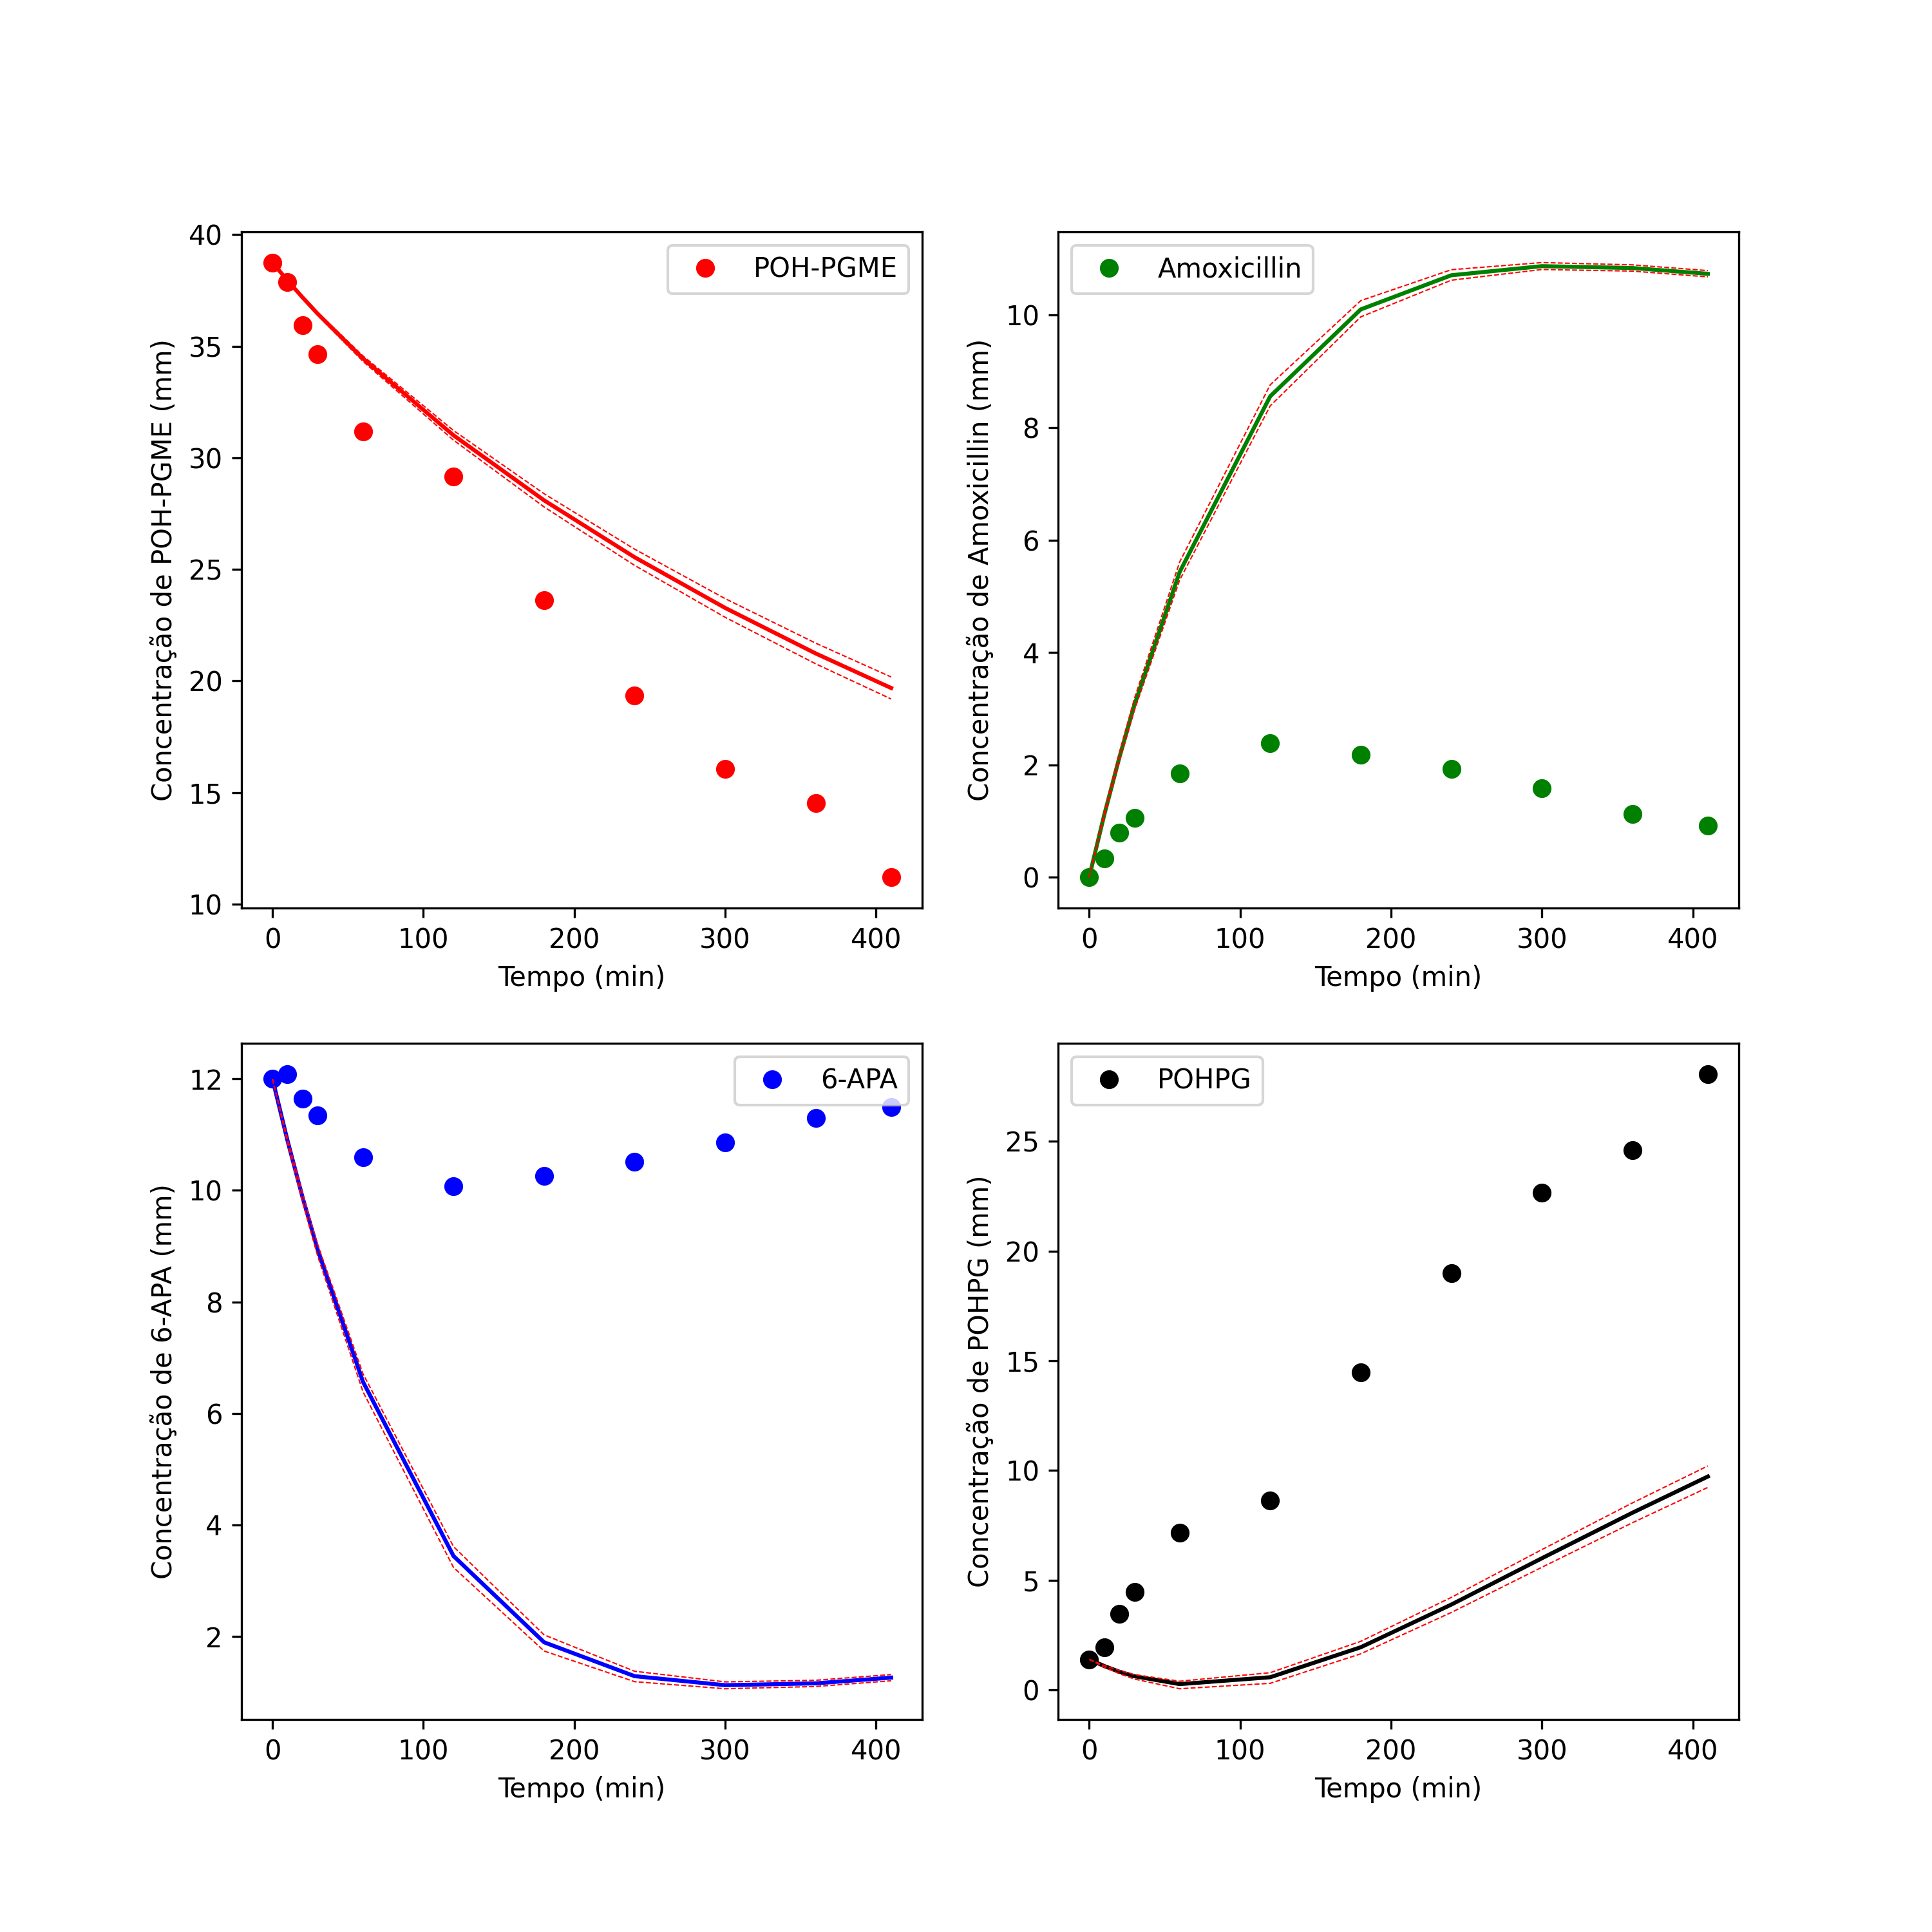 POH-PGME
40
35
30
25
20
15
10
Concentração de POH-PGME (mm)
0 100 200 300 400
Tempo (min)
Amoxicillin
10
8
6
4
2
0
Concentração de Amoxicillin (mm)
0 100 200 300 400
Tempo (min)
6-APA
12
10
8
6
4
2
Concentração de 6-APA (mm)
0 100 200 300 400
Tempo (min)
POHPG
25
20
15
10
5
0
Concentração de POHPG (mm)
0 100 200 300 400
Tempo (min)